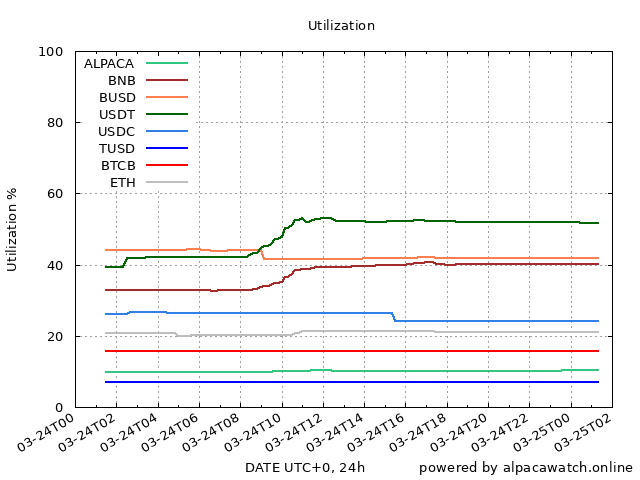 Utilization
100
80
60
40
20
0
Utilization %
ALPACA
BNB
BUSD
USDT
USDC
TUSD
BTCB
ETH
03-24T00
03-24T02
03-24T04
03-24T06
03-24T08
03-24T10
03-24T12
03-24T14
03-24T16
03-24T18
03-24T20
03-24T22
03-25T00
03-25T02
DATE UTC+0, 24h
powered by alpacawatch.online